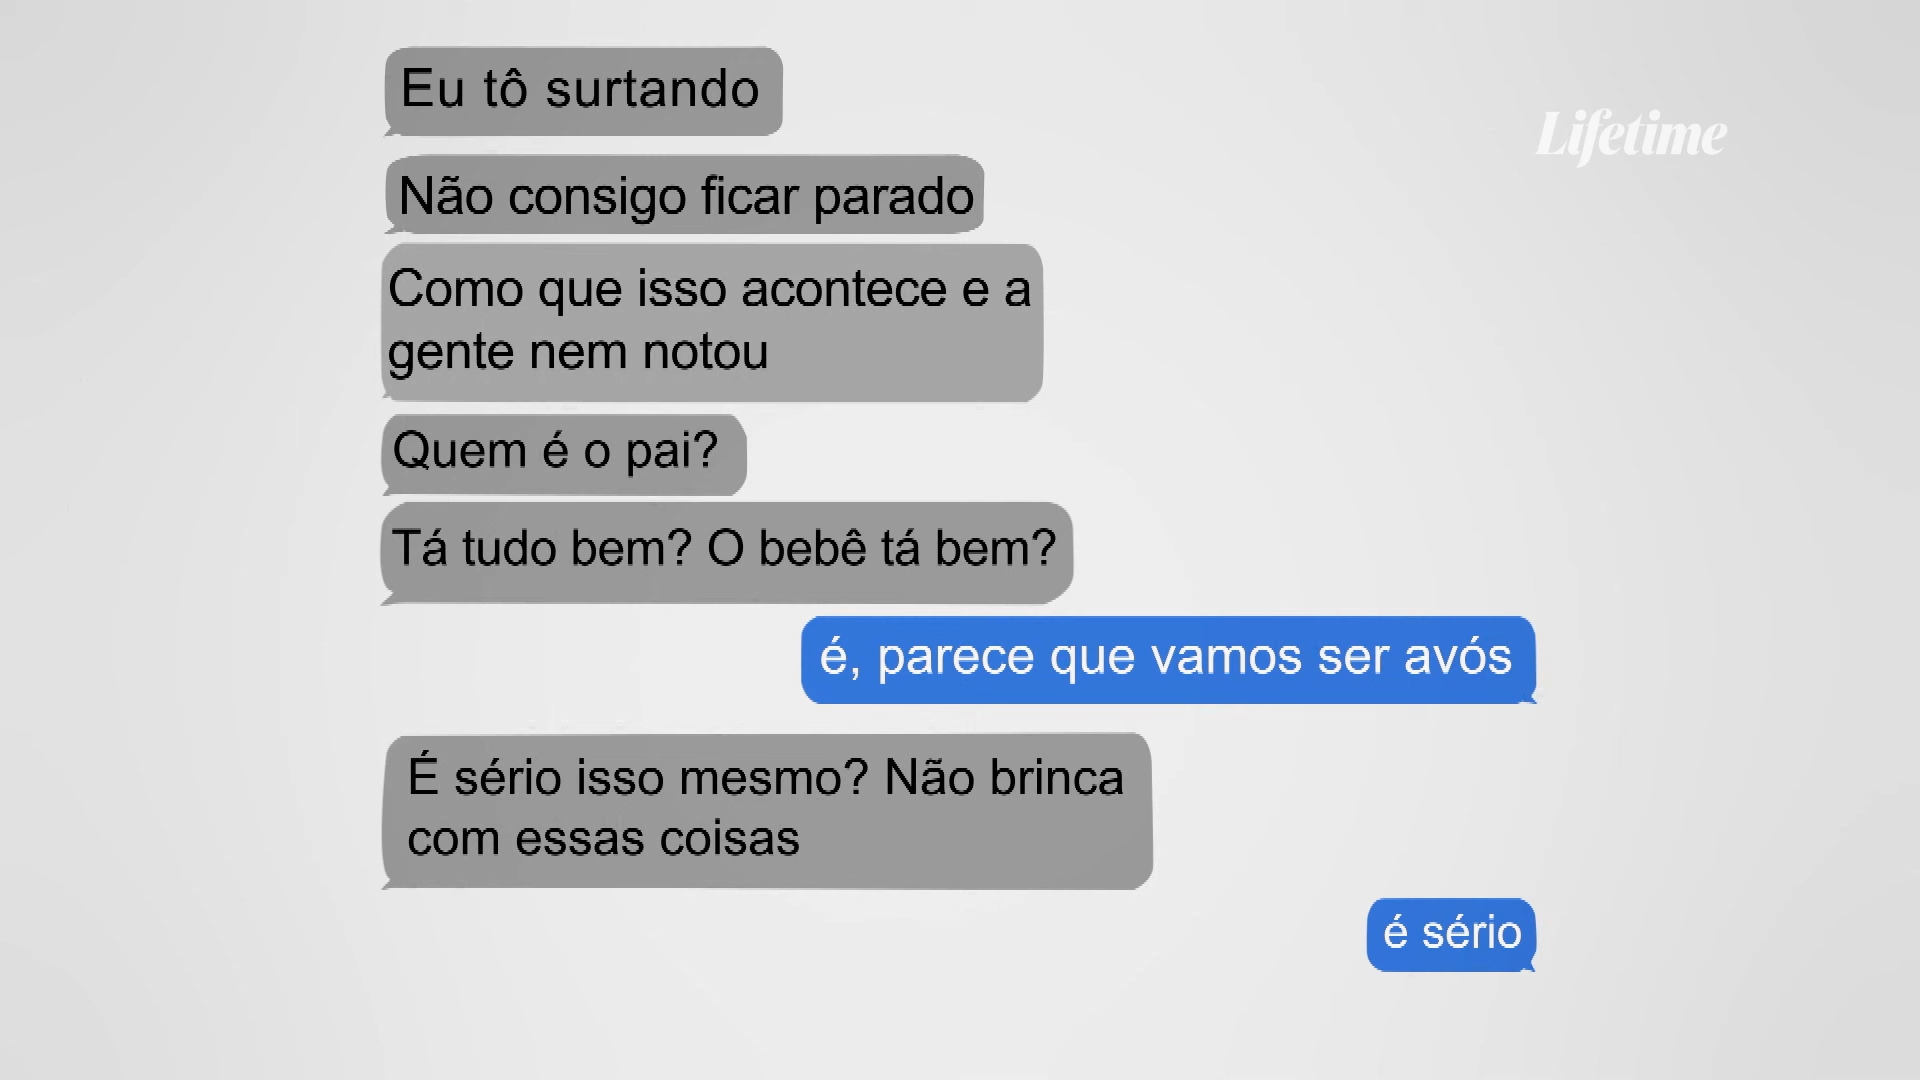 Eu tô surtando
Lifetime
Não consigo ficar parado
Como que isso acontece e a
gente nem notou
Quem é o pai?
Tá tudo bem? O bebê tá bem?
é, parece que vamos ser avós
É sério isso mesmo? Não brinca
com essas coisas
é sério